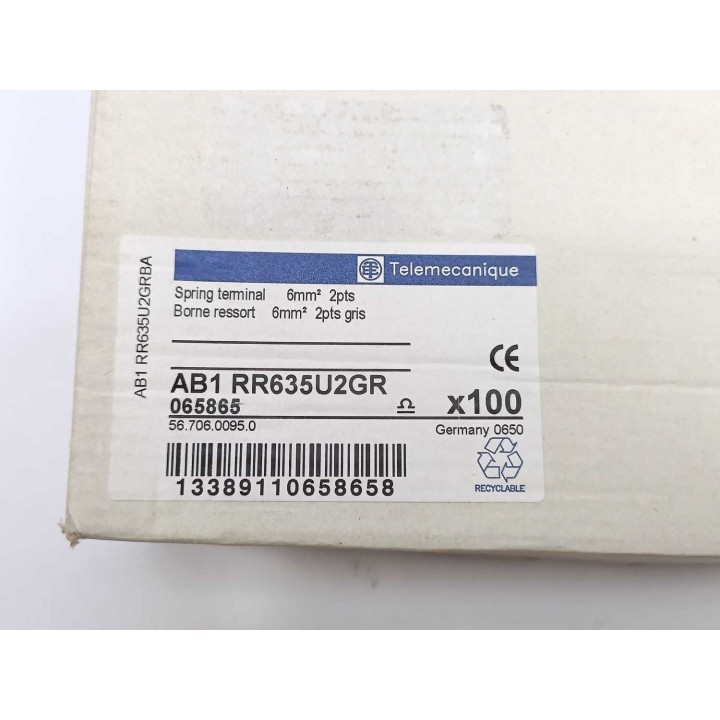 AB1 RR635U2GRBA
Telemecanique
Spring terminal 6mm² 2pts
Borne ressort 6mm² 2pts gris
CE
AB1 RR635U2GR
065865
x100
56.706.0095.0
Germany 0650
13389110658658
RECYCLABLE